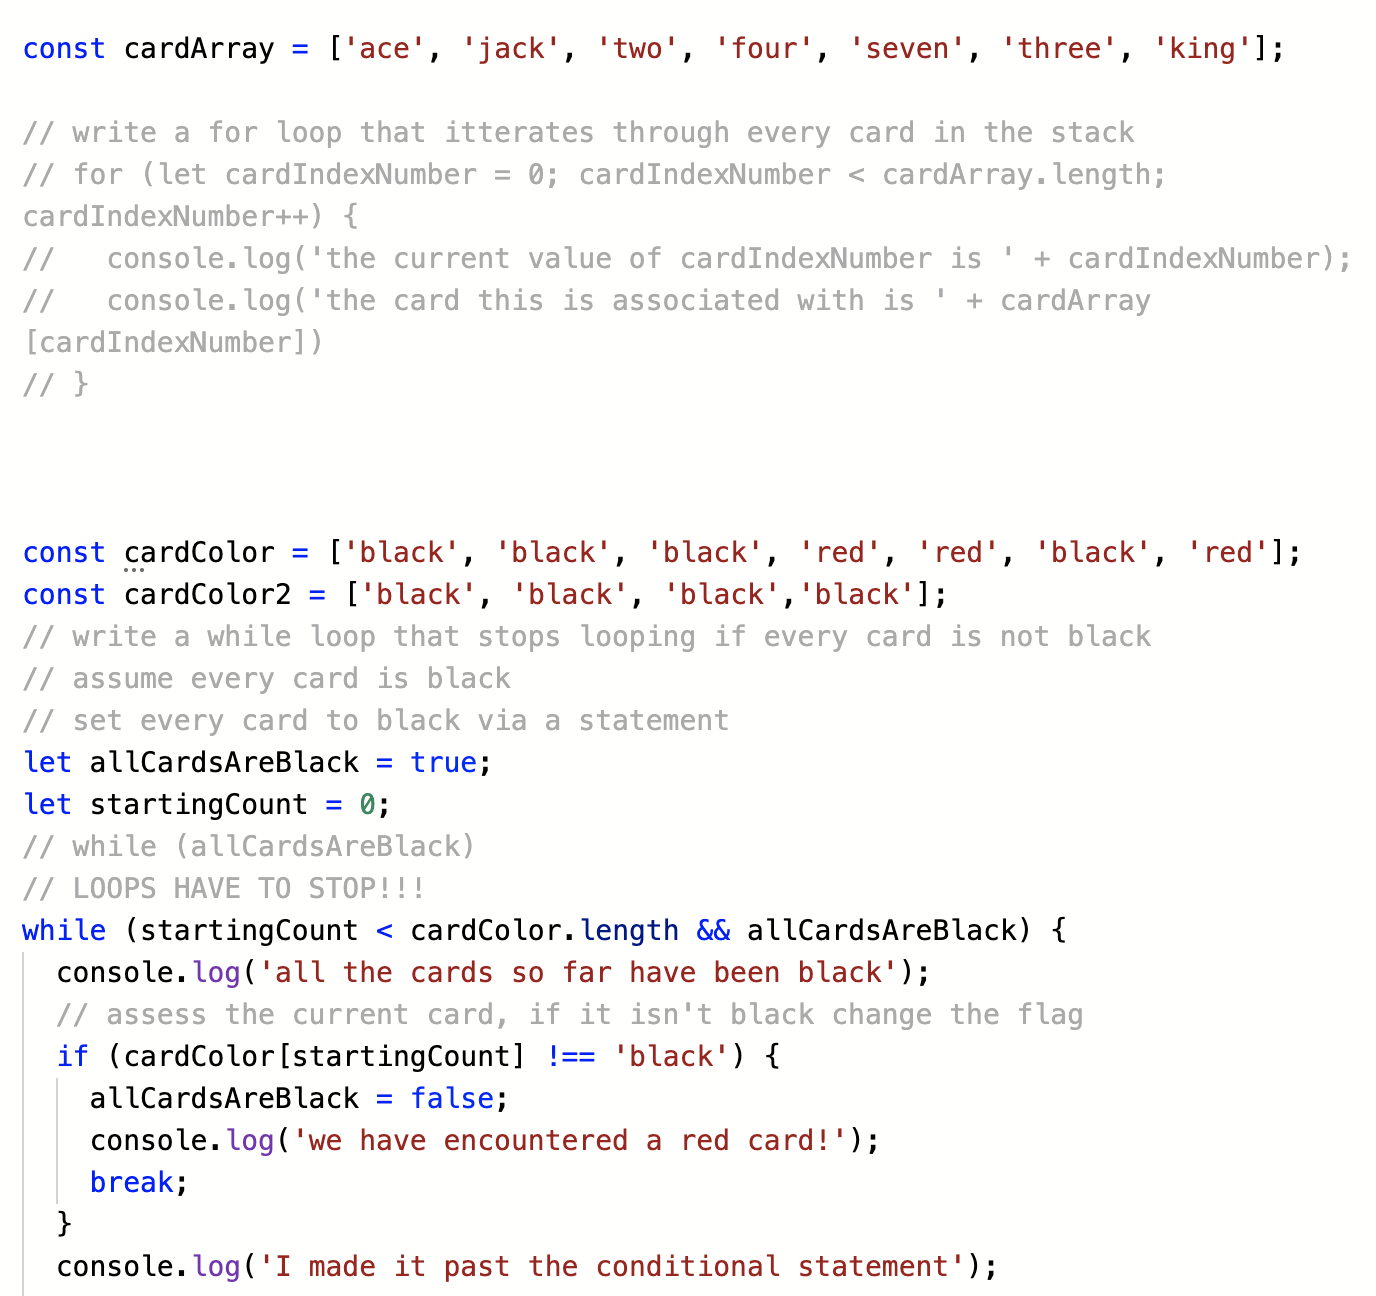 const cardArray = ['ace', 'jack', 'two', 'four', 'seven', 'three', 'king'];
// write a for loop that itterates through every card in the stack
// for (let cardIndexNumber = 0; cardIndexNumber < cardArray.length;
cardIndexNumber++) {
//   console.log('the current value of cardIndexNumber is ' + cardIndexNumber);
//   console.log('the card this is associated with is ' + cardArray
[cardIndexNumber])
// }
const cardColor = ['black', 'black', 'black', 'red', 'red', 'black', 'red'];
const cardColor2 = ['black', 'black', 'black','black'];
// write a while loop that stops looping if every card is not black
// assume every card is black
// set every card to black via a statement
let allCardsAreBlack = true;
let startingCount = 0;
// while (allCardsAreBlack)
// LOOPS HAVE TO STOP!!!
while (startingCount < cardColor.length && allCardsAreBlack) {
  console.log('all the cards so far have been black');
  // assess the current card, if it isn't black change the flag
  if (cardColor[startingCount] !== 'black') {
    allCardsAreBlack = false;
    console.log('we have encountered a red card!');
    break;
  }
  console.log('I made it past the conditional statement');